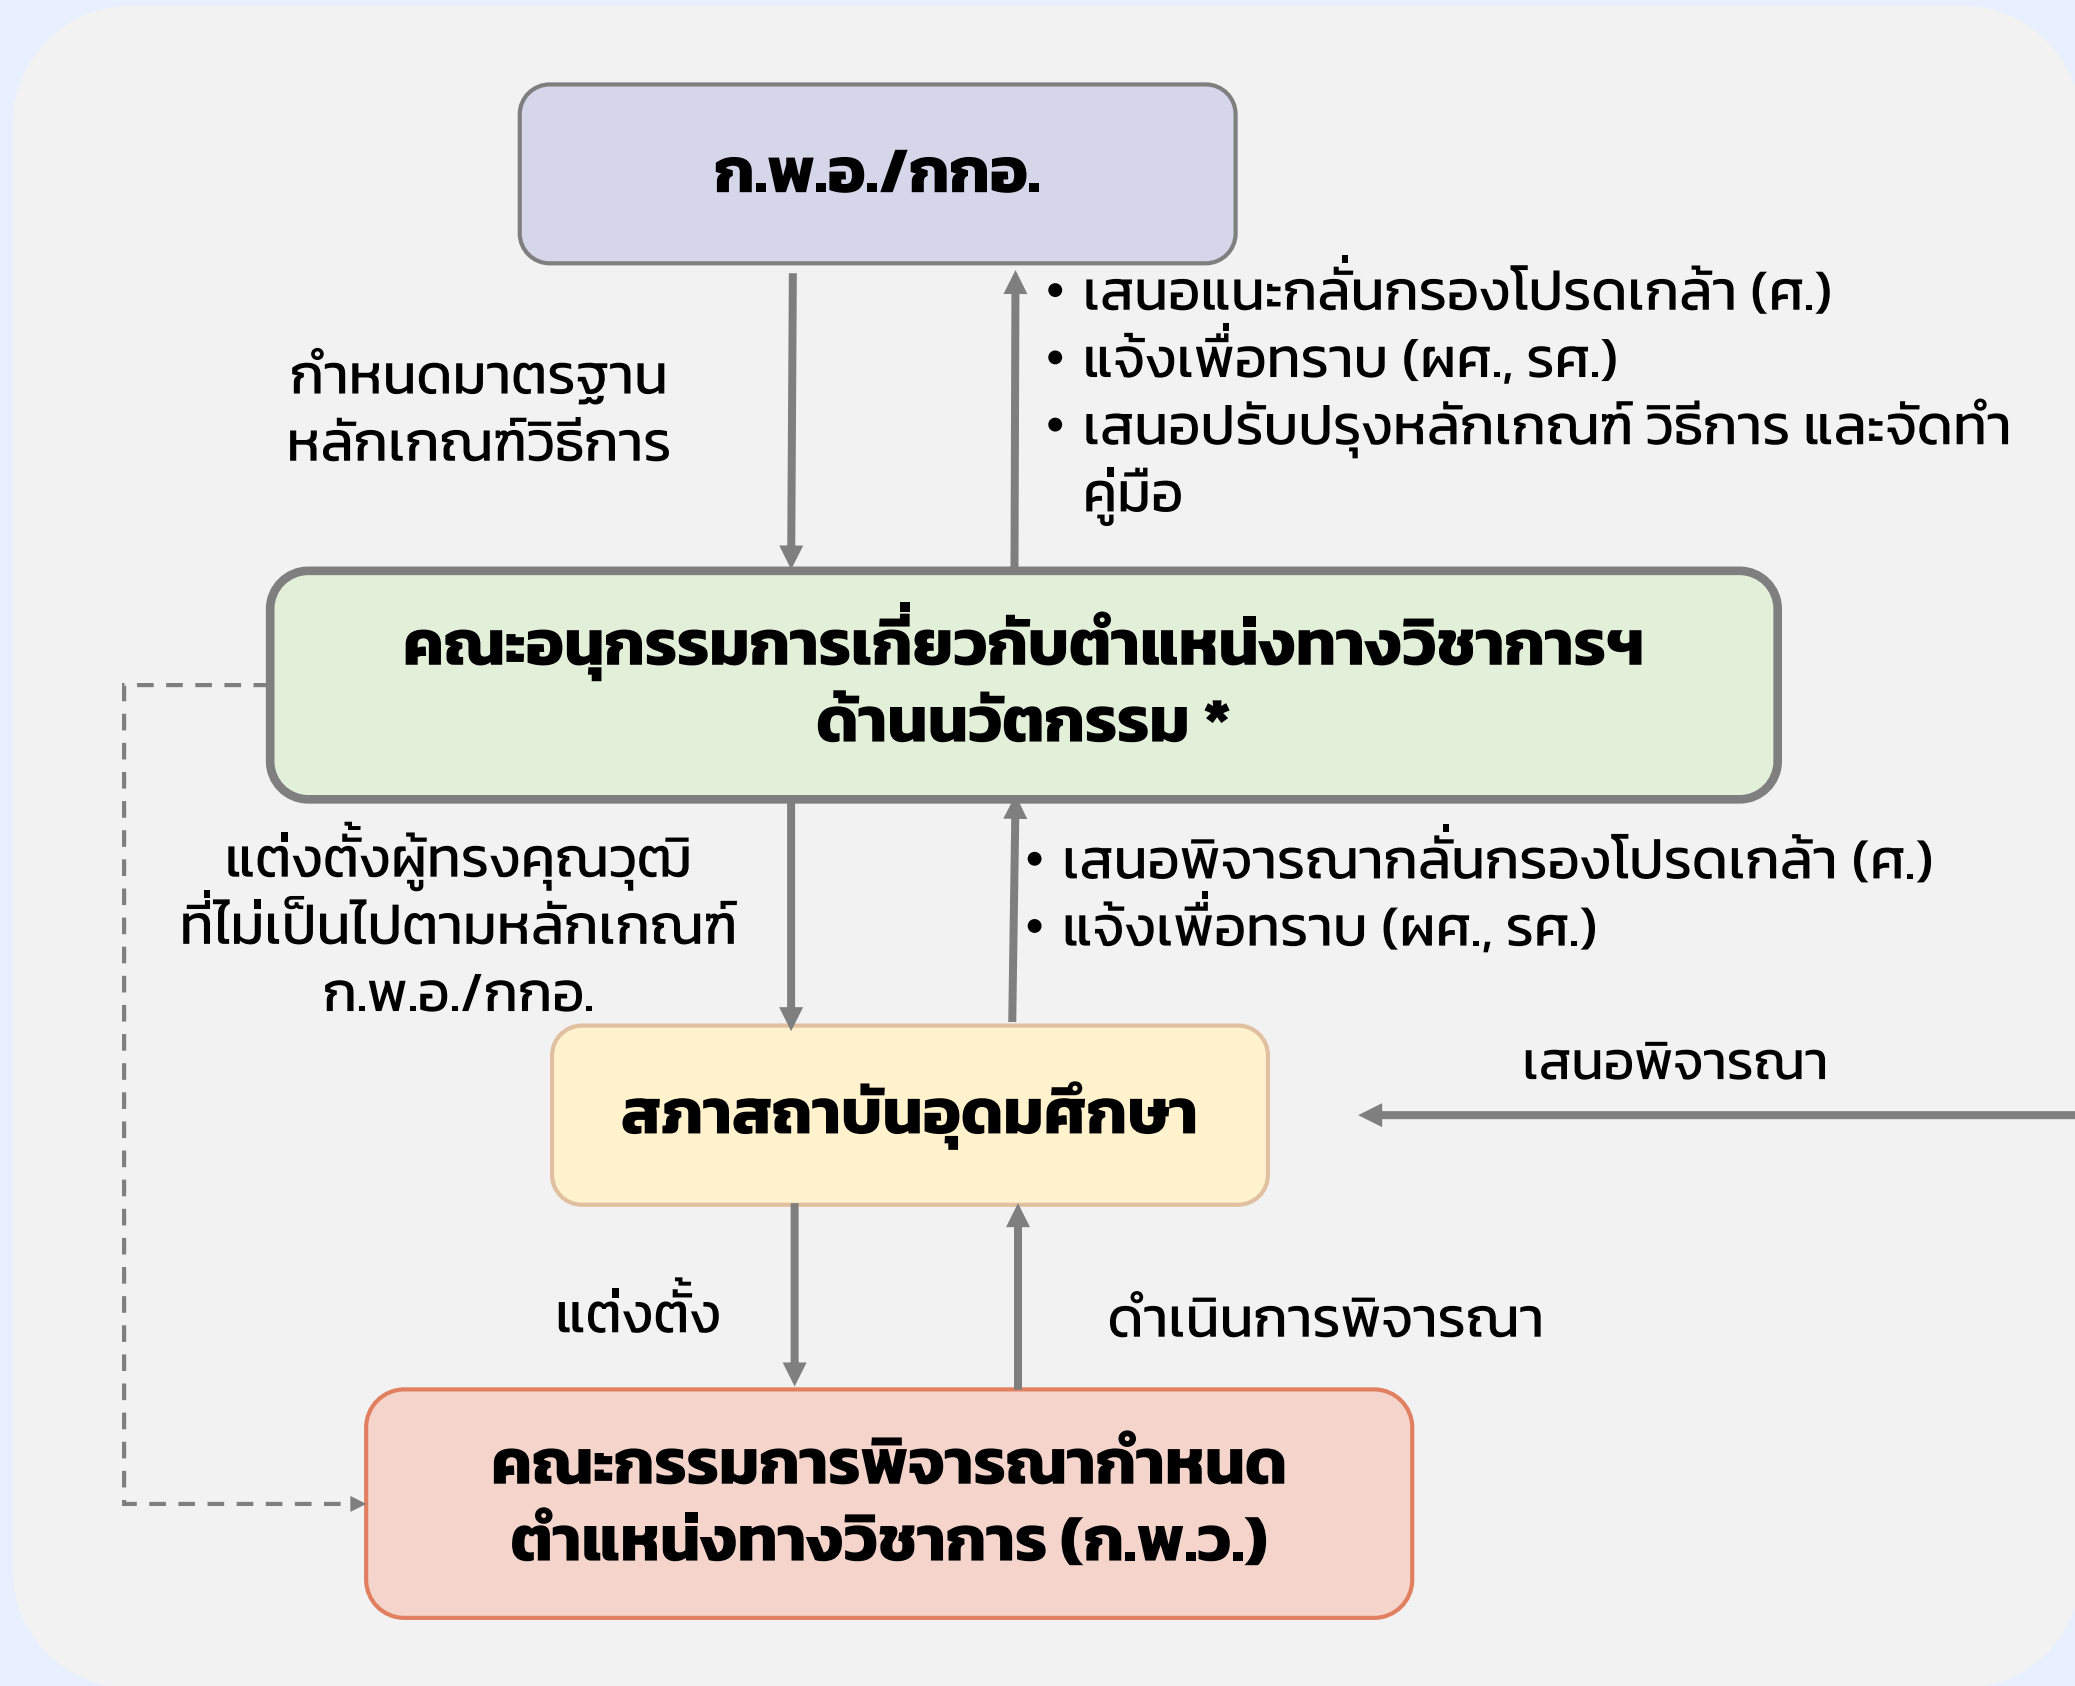 ก.พ.อ./กกอ.
กำหนดมาตรฐาน
หลักเกณฑ์วิธีการ
• เสนอแนะกลั่นกรองโปรดเกล้า (ศ.)
• แจ้งเพื่อทราบ (ผศ., รศ.)
• เสนอปรับปรุงหลักเกณฑ์ วิธีการ และจัดทำ
คู่มือ
คณะอนุกรรมการเกี่ยวกับตำแหน่งทางวิชาการฯ
ด้านนวัตกรรม *
แต่งตั้งผู้ทรงคุณวุฒิ
ที่ไม่เป็นไปตามหลักเกณฑ์
ก.พ.อ./กกอ.
• เสนอพิจารณากลั่นกรองโปรดเกล้า (ศ.)
• แจ้งเพื่อทราบ (ผศ., รศ.)
เสนอพิจารณา
สภาสถาบันอุดมศึกษา
แต่งตั้ง
ดำเนินการพิจารณา
คณะกรรมการพิจารณากำหนด
ตำแหน่งทางวิชาการ (ก.พ.ว.)